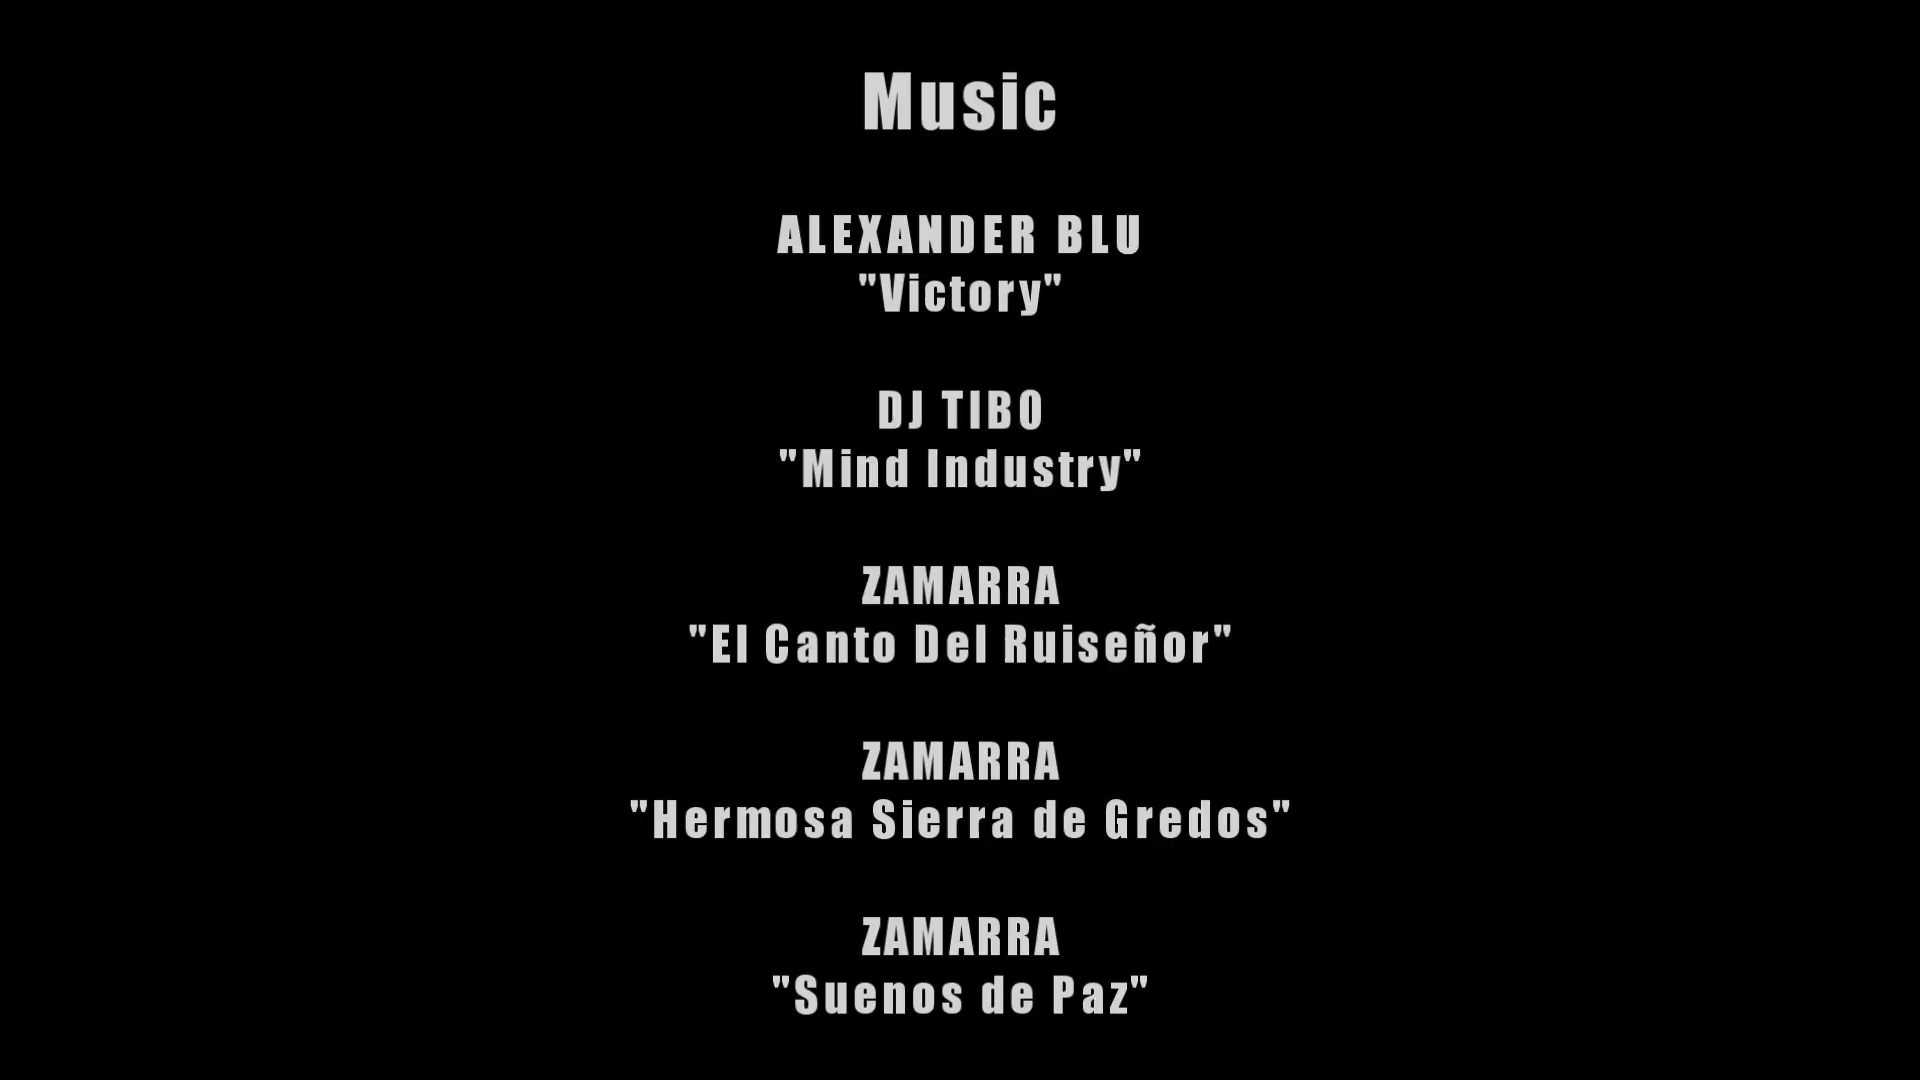 Music
ALEXANDER BLU
"Victory"
DJ TIBO
"Mind Industry"
ZAMARRA
"El Canto Del Ruiseñor"
ZAMARRA
"Hermosa Sierra de Gredos"
ZAMARRA
"Suenos de Paz"